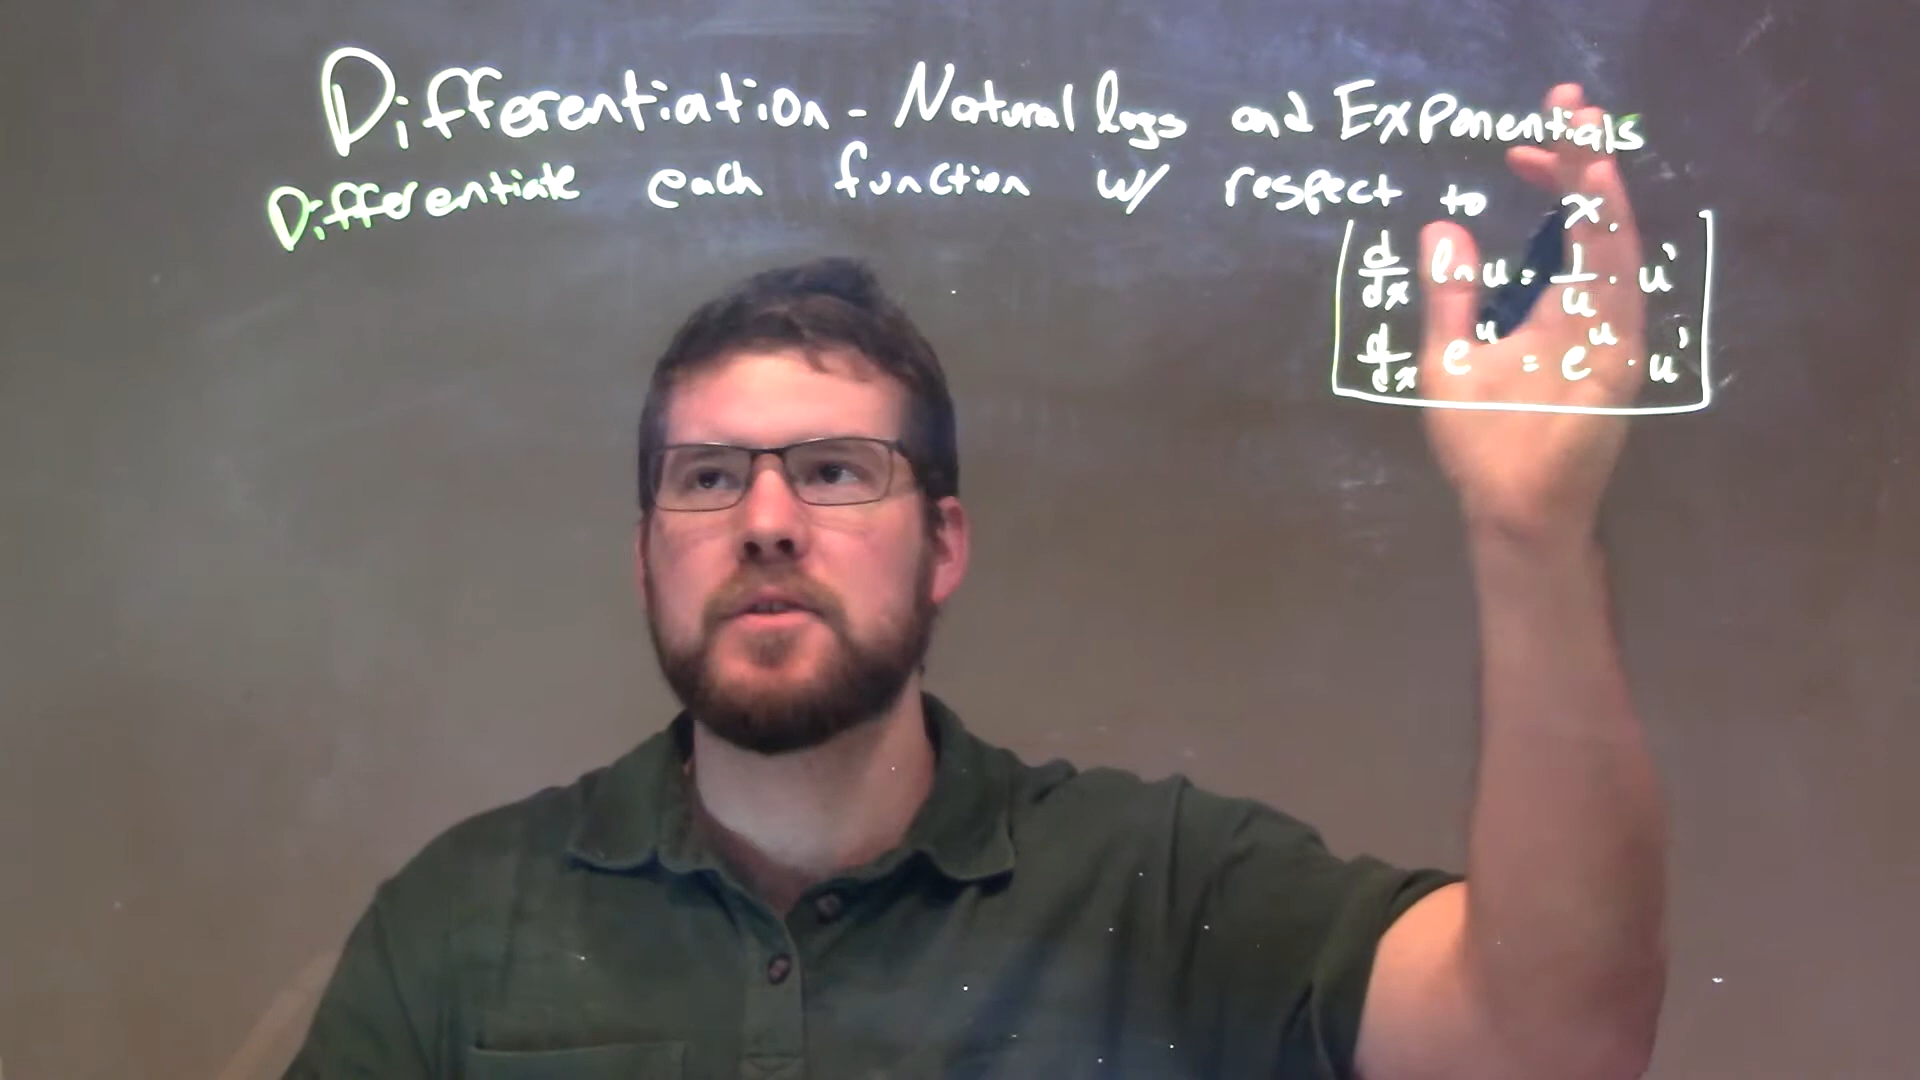 Differentiation - Natural logs and Exponentials
Differentiate each function w/ respect to x.
d/dx ln u = 1/u · u'
d/dx e^u = e^u · u'